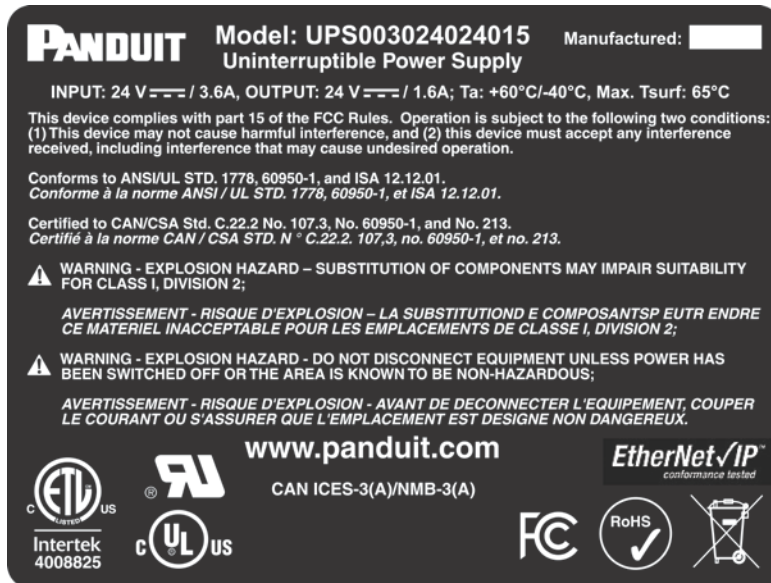 PANDUIT
Model: UPS003024024015
Manufactured:
Uninterruptible Power Supply
INPUT: 24 V⎓/ 3.6A, OUTPUT: 24 V⎓/ 1.6A; Ta: +60°C/-40°C, Max. Tsurf: 65°C
This device complies with part 15 of the FCC Rules. Operation is subject to the following two conditions:
(1) This device may not cause harmful interference, and (2) this device must accept any interference
received, including interference that may cause undesired operation.
Conforms to ANSI/UL STD. 1778, 60950-1, and ISA 12.12.01.
Conforme à la norme ANSI / UL STD. 1778, 60950-1, et ISA 12.12.01.
Certified to CAN/CSA Std. C.22.2 No. 107.3, No. 60950-1, and No. 213.
Certifié à la norme CAN / CSA STD. N ° C.22.2. 107,3, no. 60950-1, et no. 213.
WARNING - EXPLOSION HAZARD – SUBSTITUTION OF COMPONENTS MAY IMPAIR SUITABILITY
FOR CLASS I, DIVISION 2;
AVERTISSEMENT - RISQUE D'EXPLOSION – LA SUBSTITUTIOND E COMPOSANTSP EUTR ENDRE
CE MATERIEL INACCEPTABLE POUR LES EMPLACEMENTS DE CLASSE I, DIVISION 2;
WARNING - EXPLOSION HAZARD - DO NOT DISCONNECT EQUIPMENT UNLESS POWER HAS
BEEN SWITCHED OFF OR THE AREA IS KNOWN TO BE NON-HAZARDOUS;
AVERTISSEMENT - RISQUE D'EXPLOSION - AVANT DE DECONNECTER L'EQUIPEMENT, COUPER
LE COURANT OU S'ASSURER QUE L'EMPLACEMENT EST DESIGNE NON DANGEREUX.
www.panduit.com
EtherNet/IP™
conformance tested
CAN ICES-3(A)/NMB-3(A)
C ETL US
LISTED
Intertek
4008825
RU ®
C UL ® US
FC
RoHS